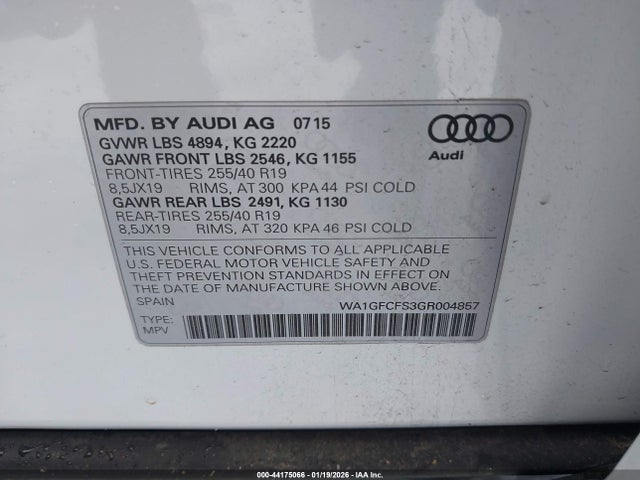 MFD. BY AUDI AG 0715
GVWR LBS 4894, KG 2220
GAWR FRONT LBS 2546, KG 1155
FRONT-TIRES 255/40 R19
8,5JX19 RIMS, AT 300 KPA 44 PSI COLD
GAWR REAR LBS 2491, KG 1130
REAR-TIRES 255/40 R19
8,5JX19 RIMS, AT 320 KPA 46 PSI COLD
Audi
THIS VEHICLE CONFORMS TO ALL APPLICABLE
U.S. FEDERAL MOTOR VEHICLE SAFETY AND
THEFT PREVENTION STANDARDS IN EFFECT ON
THE DATE OF MANUFACTURE SHOWN ABOVE.
SPAIN WA1GFCFS3GR004857
TYPE:
MPV
000-44175066 - 01/19/2026 - IAA Inc.